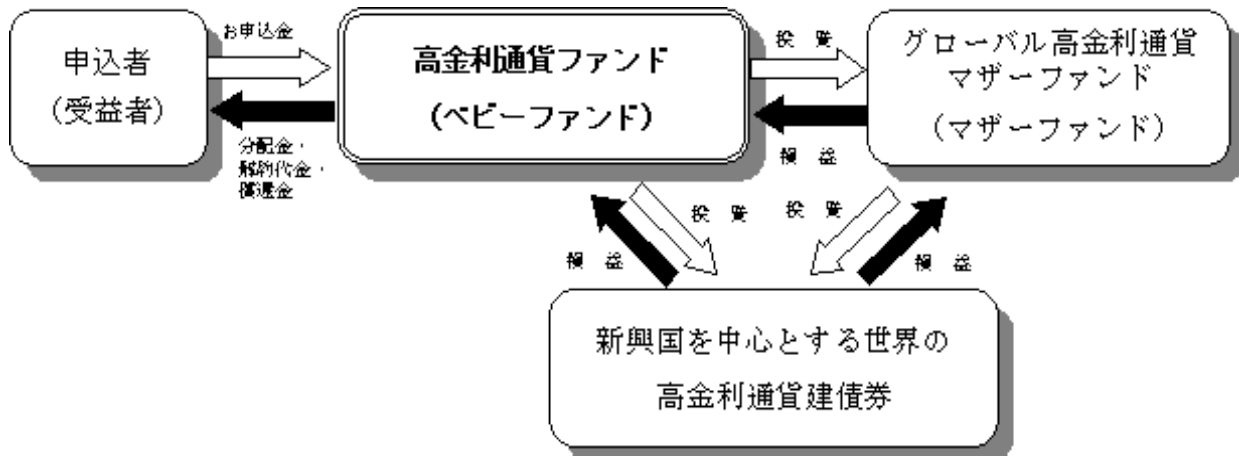 申込者
（受益者）
お申込金
分配金・
解約代金・
償還金
高金利通貨ファンド
（ベビーファンド）
投　資
損　益
グローバル高金利通貨
マザーファンド
（マザーファンド）
損　益
投　資
投　資
損　益
新興国を中心とする世界の
高金利通貨建債券